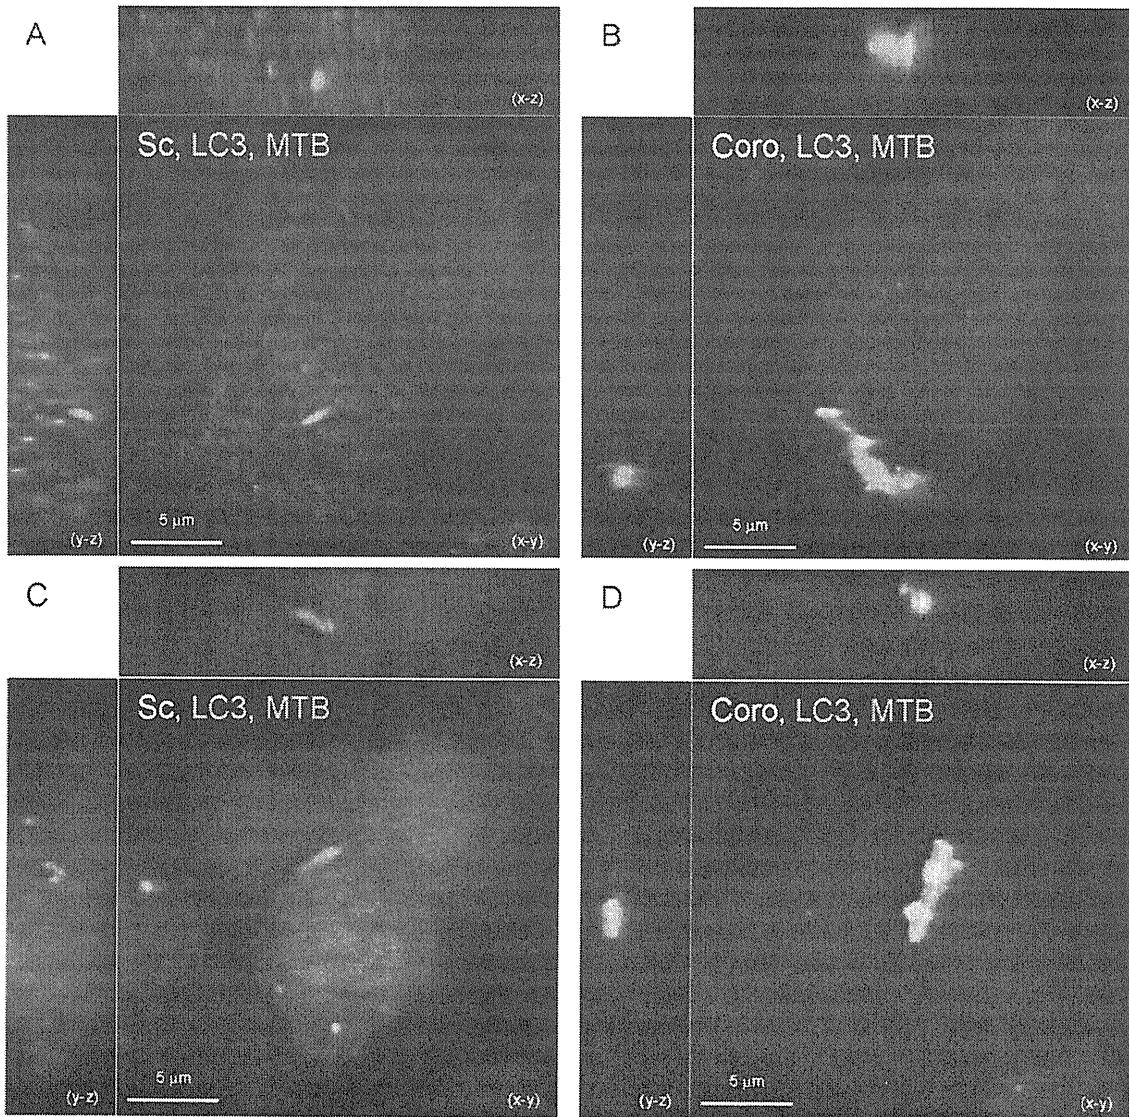 A
(x-z)
Sc, LC3, MTB
5 µm
(y-z)
(x-y)
B
(x-z)
Coro, LC3, MTB
5 µm
(y-z)
(x-y)
C
(x-z)
Sc, LC3, MTB
5 µm
(y-z)
(x-y)
D
(x-z)
Coro, LC3, MTB
5 µm
(y-z)
(x-y)